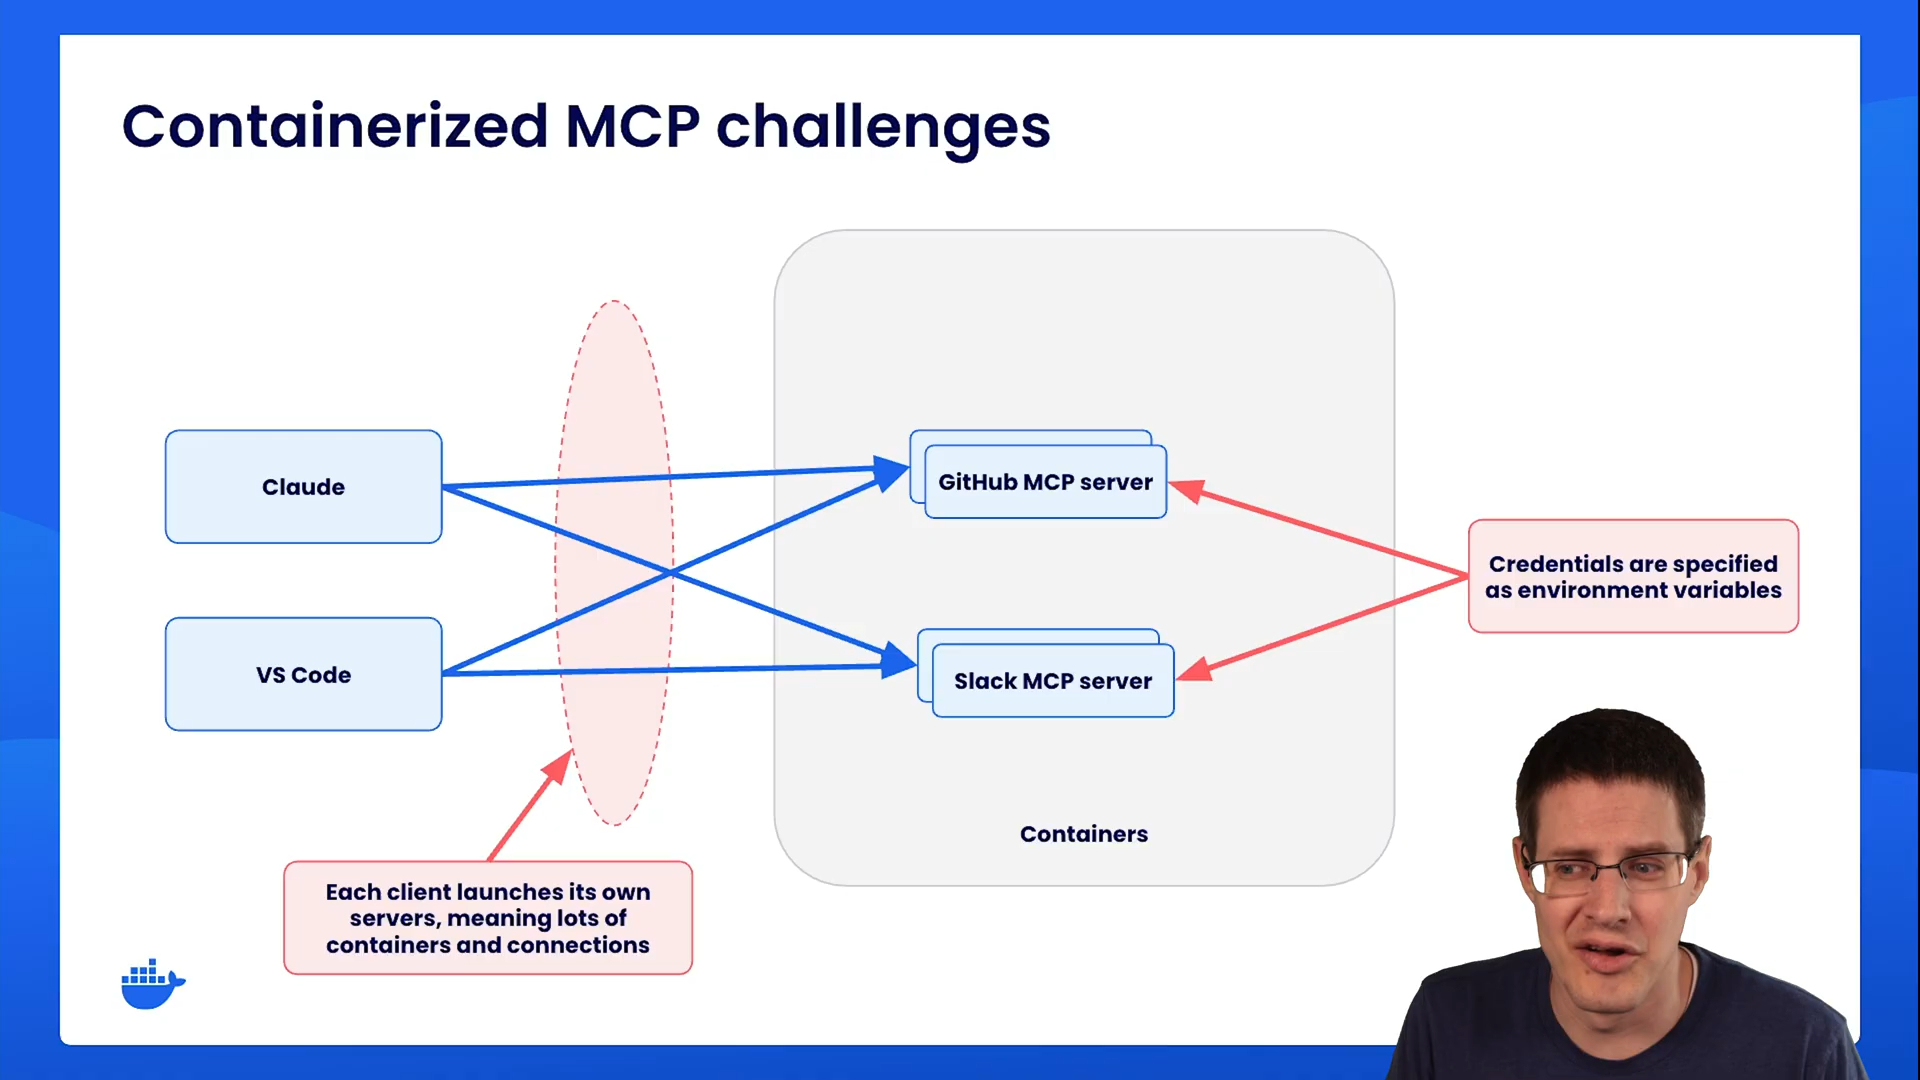 Containerized MCP challenges
Claude
VS Code
GitHub MCP server
Slack MCP server
Containers
Credentials are specified
as environment variables
Each client launches its own
servers, meaning lots of
containers and connections